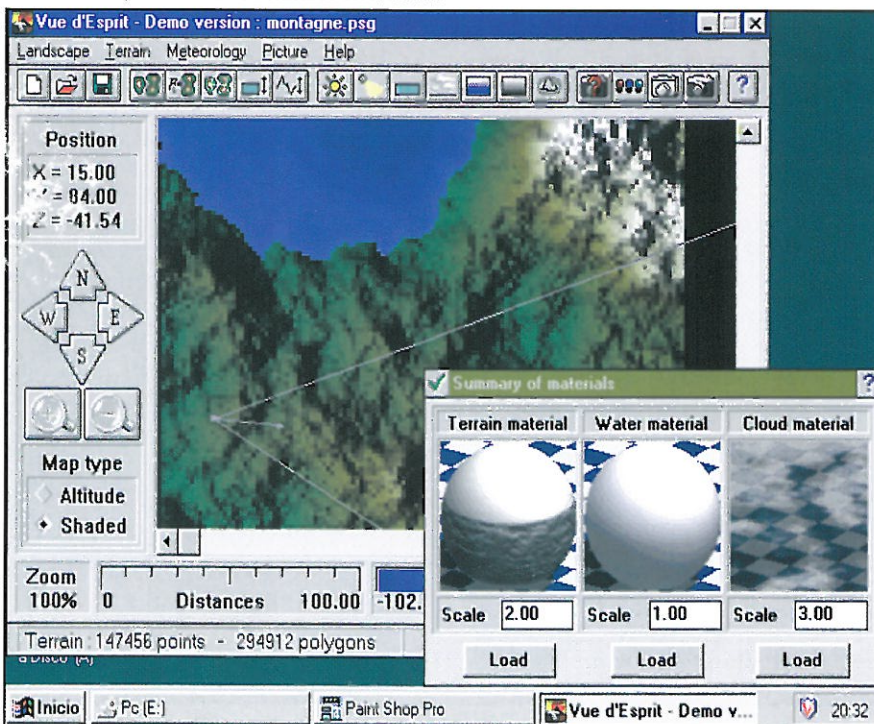 Vue d'Esprit - Demo version : montagne.psg
Landscape Terrain Meteorology Picture Help
Position
X = 15.00
Y = 84.00
Z = -41.54
N
W E
S
Map type
Altitude
Shaded
Zoom
100%
0 Distances 100.00 -102.
Terrain : 147456 points - 294912 polygons
Summary of materials ?
Terrain material Water material Cloud material
Scale 2.00 Scale 1.00 Scale 3.00
Load Load Load
a Disco (A)
Inicio Pc (E:) Paint Shop Pro Vue d'Esprit - Demo v... 20:32